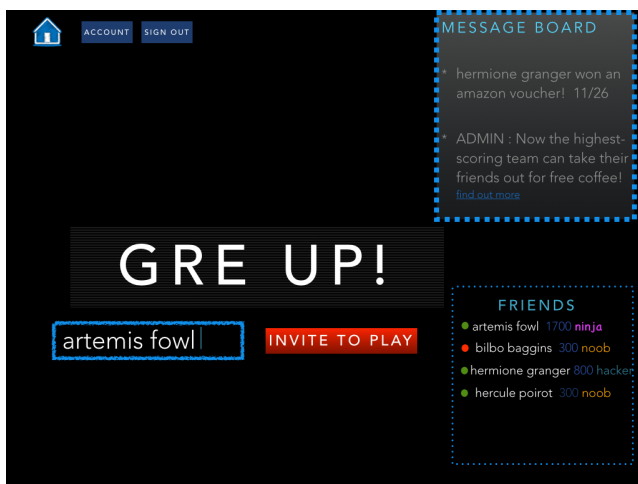 ACCOUNT SIGN OUT
MESSAGE BOARD
* hermione granger won an
amazon voucher! 11/26
* ADMIN : Now the highest-
scoring team can take their
friends out for free coffee!
find out more
GRE UP!
artemis fowl
INVITE TO PLAY
FRIENDS
artemis fowl 1700 ninja
bilbo baggins 300 noob
hermione granger 800 hacker
hercule poirot 300 noob